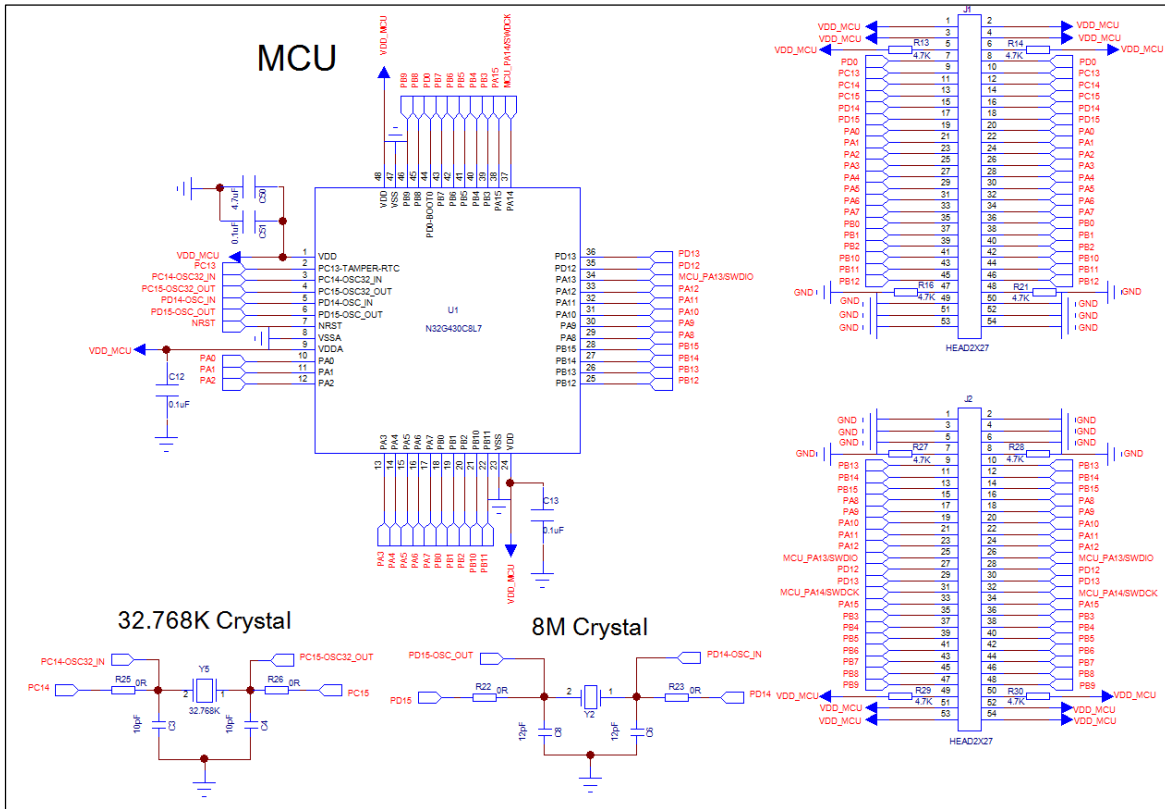 MCU
VDD_MCU
PB9
PB8
PD0
PB7
PB6
PB5
PB4
PB3
PA15
MCU_PA14/SWDCK
48
47
46
45
44
43
42
41
40
39
38
37
VDD
VSS
PB9
PB8
PD0-BOOT0
PB7
PB6
PB5
PB4
PB3
PA15
PA14
4.7uF
C50
0.1uF
C51
VDD_MCU
1 VDD
PC13 2 PC13-TAMPER-RTC
PC14-OSC32_IN 3 PC14-OSC32_IN
PC15-OSC32_OUT 4 PC15-OSC32_OUT
PD14-OSC_IN 5 PD14-OSC_IN
PD15-OSC_OUT 6 PD15-OSC_OUT
NRST 7 NRST
8 VSSA
VDD_MCU 9 VDDA
PA0 10 PA0
PA1 11 PA1
PA2 12 PA2
C12
0.1uF
U1
N32G430C8L7
PD13 36 PD13
PD12 35 PD12
PA13 34 MCU_PA13/SWDIO
PA12 33 PA12
PA11 32 PA11
PA10 31 PA10
PA9 30 PA9
PA8 29 PA8
PB15 28 PB15
PB14 27 PB14
PB13 26 PB13
PB12 25 PB12
PA3
PA4
PA5
PA6
PA7
PB0
PB1
PB2
PB10
PB11
VSS
VDD
13
14
15
16
17
18
19
20
21
22
23
24
PA3
PA4
PA5
PA6
PA7
PB0
PB1
PB2
PB10
PB11
VDD_MCU
C13
0.1uF
32.768K Crystal
PC14-OSC32_IN
PC15-OSC32_OUT
PC14
R25 0R
2 Y5 1
32.768K
R26 0R
PC15
10pF
C3
10pF
C4
8M Crystal
PD15-OSC_OUT
PD14-OSC_IN
PD15
R22 0R
2 1
Y2
R23 0R
PD14
12pF
C8
12pF
C6
J1
VDD_MCU 1 2 VDD_MCU
VDD_MCU 3 4 VDD_MCU
VDD_MCU R13 4.7K 5 6 R14 4.7K VDD_MCU
PD0 7 8 PD0
PC13 9 10 PC13
PC14 11 12 PC14
PC15 13 14 PC15
PD14 15 16 PD14
PD15 17 18 PD15
PA0 19 20 PA0
PA1 21 22 PA1
PA2 23 24 PA2
PA3 25 26 PA3
PA4 27 28 PA4
PA5 29 30 PA5
PA6 31 32 PA6
PA7 33 34 PA7
PB0 35 36 PB0
PB1 37 38 PB1
PB2 39 40 PB2
PB10 41 42 PB10
PB11 43 44 PB11
PB12 45 46 PB12
GND R16 4.7K 47 48 R21 4.7K GND
GND 49 50 GND
GND 51 52 GND
GND 53 54 GND
HEAD2X27
J2
GND 1 2 GND
GND 3 4 GND
GND 5 6 GND
GND R27 4.7K 7 8 R28 4.7K GND
PB13 9 10 PB13
PB14 11 12 PB14
PB15 13 14 PB15
PA8 15 16 PA8
PA9 17 18 PA9
PA10 19 20 PA10
PA11 21 22 PA11
PA12 23 24 PA12
MCU_PA13/SWDIO 25 26 MCU_PA13/SWDIO
PD12 27 28 PD12
PD13 29 30 PD13
MCU_PA14/SWDCK 31 32 MCU_PA14/SWDCK
PA15 33 34 PA15
PB3 35 36 PB3
PB4 37 38 PB4
PB5 39 40 PB5
PB6 41 42 PB6
PB7 43 44 PB7
PB8 45 46 PB8
PB9 47 48 PB9
VDD_MCU R29 4.7K 49 50 R30 4.7K VDD_MCU
VDD_MCU 51 52 VDD_MCU
VDD_MCU 53 54 VDD_MCU
HEAD2X27